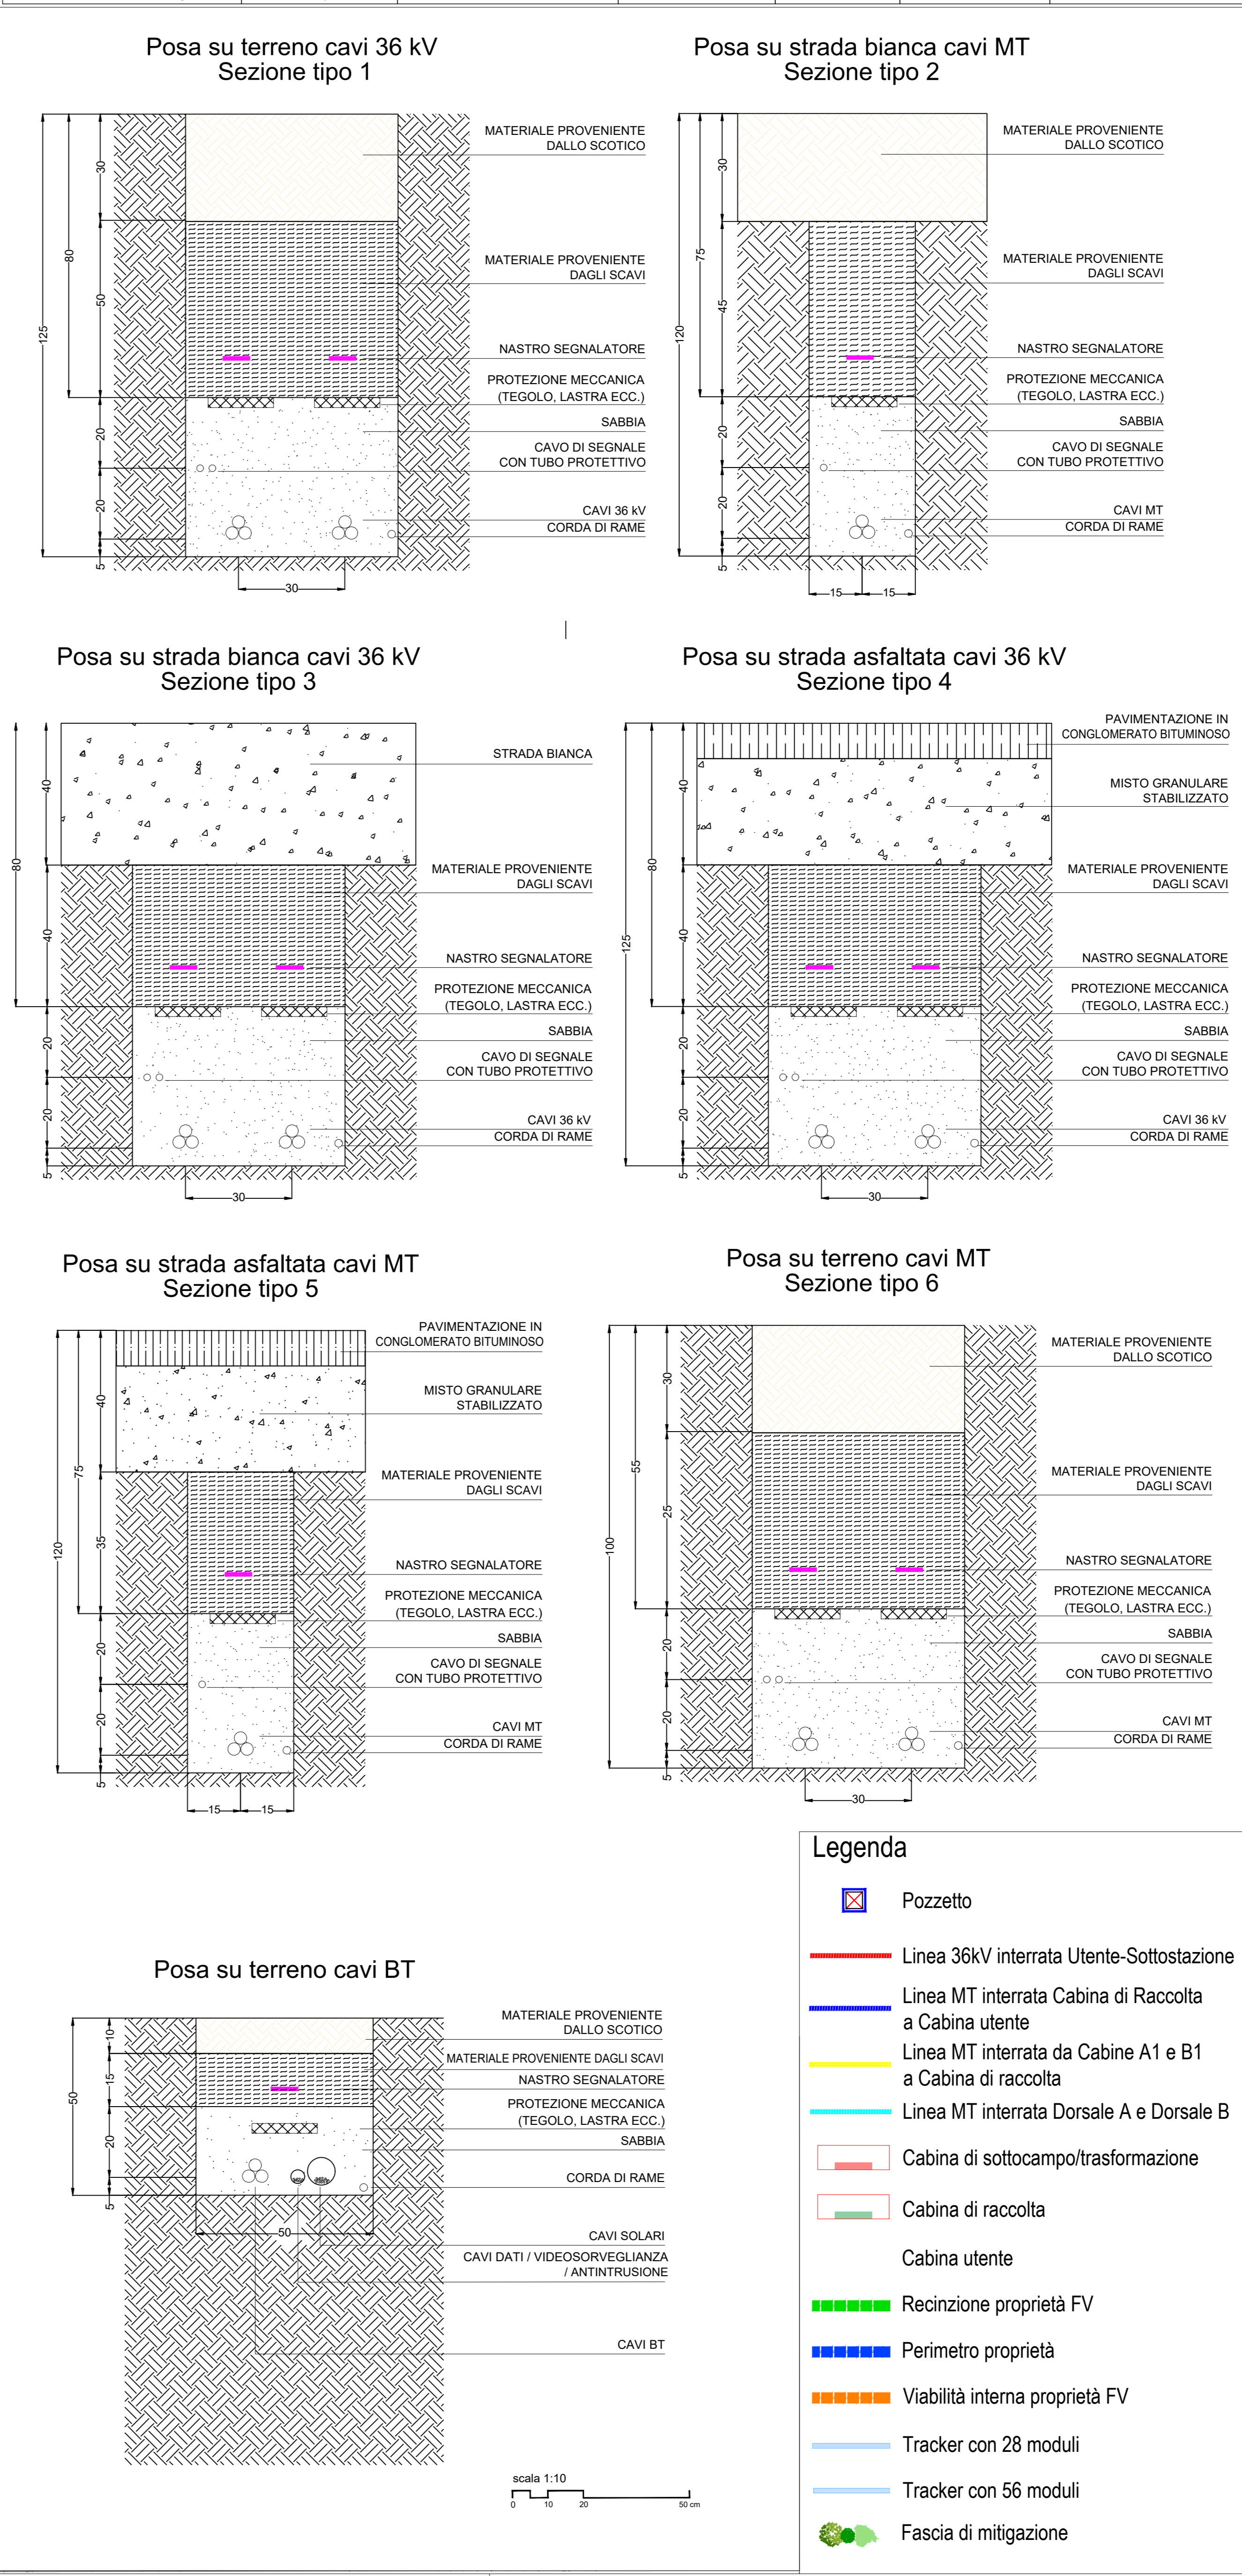 Posa su terreno cavi 36 kV
Sezione tipo 1
125
80
30
50
20
20
5
30
MATERIALE PROVENIENTE
DALLO SCOTICO
MATERIALE PROVENIENTE
DAGLI SCAVI
NASTRO SEGNALATORE
PROTEZIONE MECCANICA
(TEGOLO, LASTRA ECC.)
SABBIA
CAVO DI SEGNALE
CON TUBO PROTETTIVO
CAVI 36 kV
CORDA DI RAME
Posa su strada bianca cavi MT
Sezione tipo 2
120
75
30
45
20
20
5
15
15
MATERIALE PROVENIENTE
DALLO SCOTICO
MATERIALE PROVENIENTE
DAGLI SCAVI
NASTRO SEGNALATORE
PROTEZIONE MECCANICA
(TEGOLO, LASTRA ECC.)
SABBIA
CAVO DI SEGNALE
CON TUBO PROTETTIVO
CAVI MT
CORDA DI RAME
Posa su strada bianca cavi 36 kV
Sezione tipo 3
80
40
40
20
20
5
30
STRADA BIANCA
MATERIALE PROVENIENTE
DAGLI SCAVI
NASTRO SEGNALATORE
PROTEZIONE MECCANICA
(TEGOLO, LASTRA ECC.)
SABBIA
CAVO DI SEGNALE
CON TUBO PROTETTIVO
CAVI 36 kV
CORDA DI RAME
Posa su strada asfaltata cavi 36 kV
Sezione tipo 4
125
80
40
40
20
20
5
30
PAVIMENTAZIONE IN
CONGLOMERATO BITUMINOSO
MISTO GRANULARE
STABILIZZATO
MATERIALE PROVENIENTE
DAGLI SCAVI
NASTRO SEGNALATORE
PROTEZIONE MECCANICA
(TEGOLO, LASTRA ECC.)
SABBIA
CAVO DI SEGNALE
CON TUBO PROTETTIVO
CAVI 36 kV
CORDA DI RAME
Posa su strada asfaltata cavi MT
Sezione tipo 5
120
75
40
35
20
20
5
15
15
PAVIMENTAZIONE IN
CONGLOMERATO BITUMINOSO
MISTO GRANULARE
STABILIZZATO
MATERIALE PROVENIENTE
DAGLI SCAVI
NASTRO SEGNALATORE
PROTEZIONE MECCANICA
(TEGOLO, LASTRA ECC.)
SABBIA
CAVO DI SEGNALE
CON TUBO PROTETTIVO
CAVI MT
CORDA DI RAME
Posa su terreno cavi MT
Sezione tipo 6
100
55
30
25
20
20
5
30
MATERIALE PROVENIENTE
DALLO SCOTICO
MATERIALE PROVENIENTE
DAGLI SCAVI
NASTRO SEGNALATORE
PROTEZIONE MECCANICA
(TEGOLO, LASTRA ECC.)
SABBIA
CAVO DI SEGNALE
CON TUBO PROTETTIVO
CAVI MT
CORDA DI RAME
Posa su terreno cavi BT
50
10
15
20
5
50
MATERIALE PROVENIENTE
DALLO SCOTICO
MATERIALE PROVENIENTE DAGLI SCAVI
NASTRO SEGNALATORE
PROTEZIONE MECCANICA
(TEGOLO, LASTRA ECC.)
SABBIA
CORDA DI RAME
CAVI SOLARI
CAVI DATI / VIDEOSORVEGLIANZA
/ ANTINTRUSIONE
CAVI BT
scala 1:10
0 10 20 50 cm
Legenda
Pozzetto
Linea 36kV interrata Utente-Sottostazione
Linea MT interrata Cabina di Raccolta
a Cabina utente
Linea MT interrata da Cabine A1 e B1
a Cabina di raccolta
Linea MT interrata Dorsale A e Dorsale B
Cabina di sottocampo/trasformazione
Cabina di raccolta
Cabina utente
Recinzione proprietà FV
Perimetro proprietà
Viabilità interna proprietà FV
Tracker con 28 moduli
Tracker con 56 moduli
Fascia di mitigazione